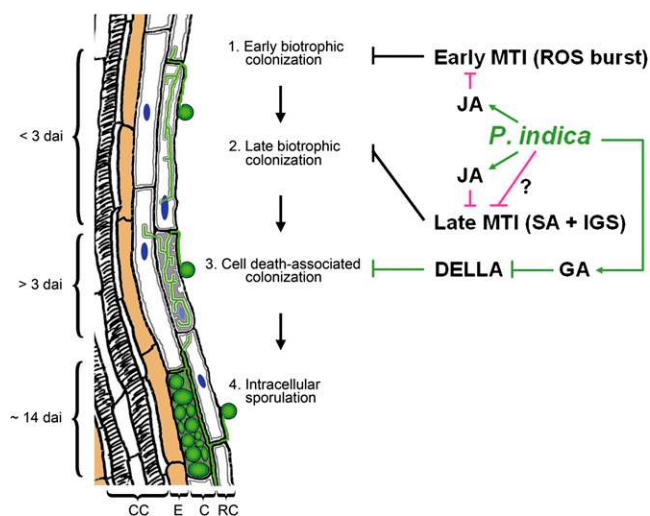 1. Early biotrophic
colonization
Early MTI (ROS burst)
JA
< 3 dai
P. indica
2. Late biotrophic
colonization
JA
?
Late MTI (SA + IGS)
> 3 dai
3. Cell death-associated
colonization
DELLA
GA
4. Intracellular
sporulation
~ 14 dai
CC
E
C
RC